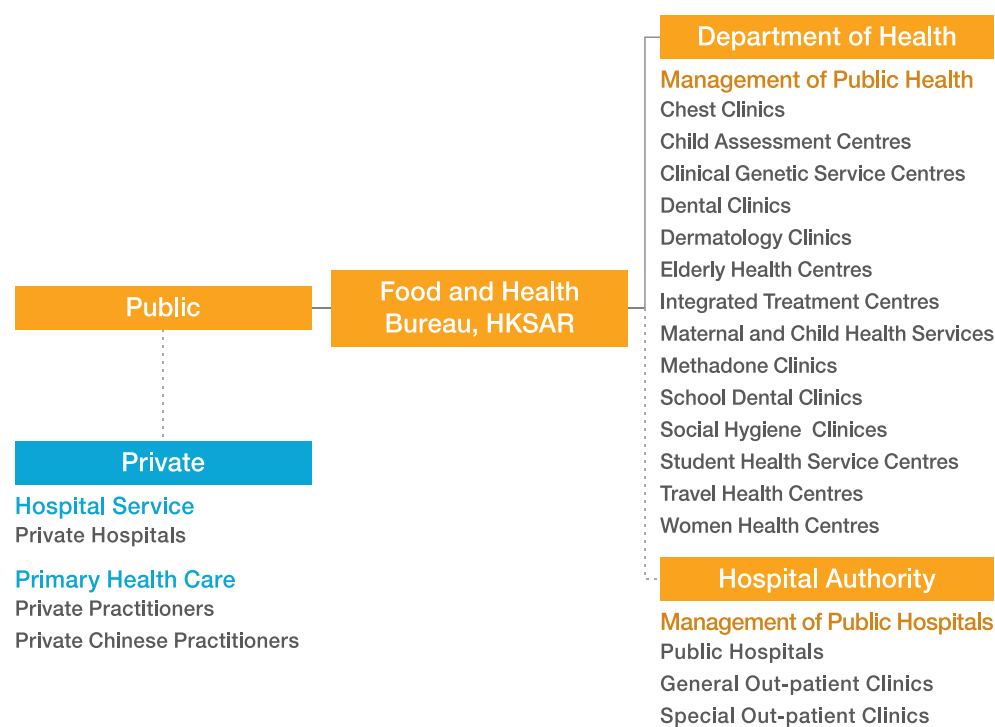 Department of Health
Management of Public Health
Chest Clinics
Child Assessment Centres
Clinical Genetic Service Centres
Dental Clinics
Dermatology Clinics
Elderly Health Centres
Integrated Treatment Centres
Maternal and Child Health Services
Methadone Clinics
School Dental Clinics
Social Hygiene Clinices
Student Health Service Centres
Travel Health Centres
Women Health Centres
Public
Food and Health
Bureau, HKSAR
Private
Hospital Service
Private Hospitals
Primary Health Care
Private Practitioners
Private Chinese Practitioners
Hospital Authority
Management of Public Hospitals
Public Hospitals
General Out-patient Clinics
Special Out-patient Clinics